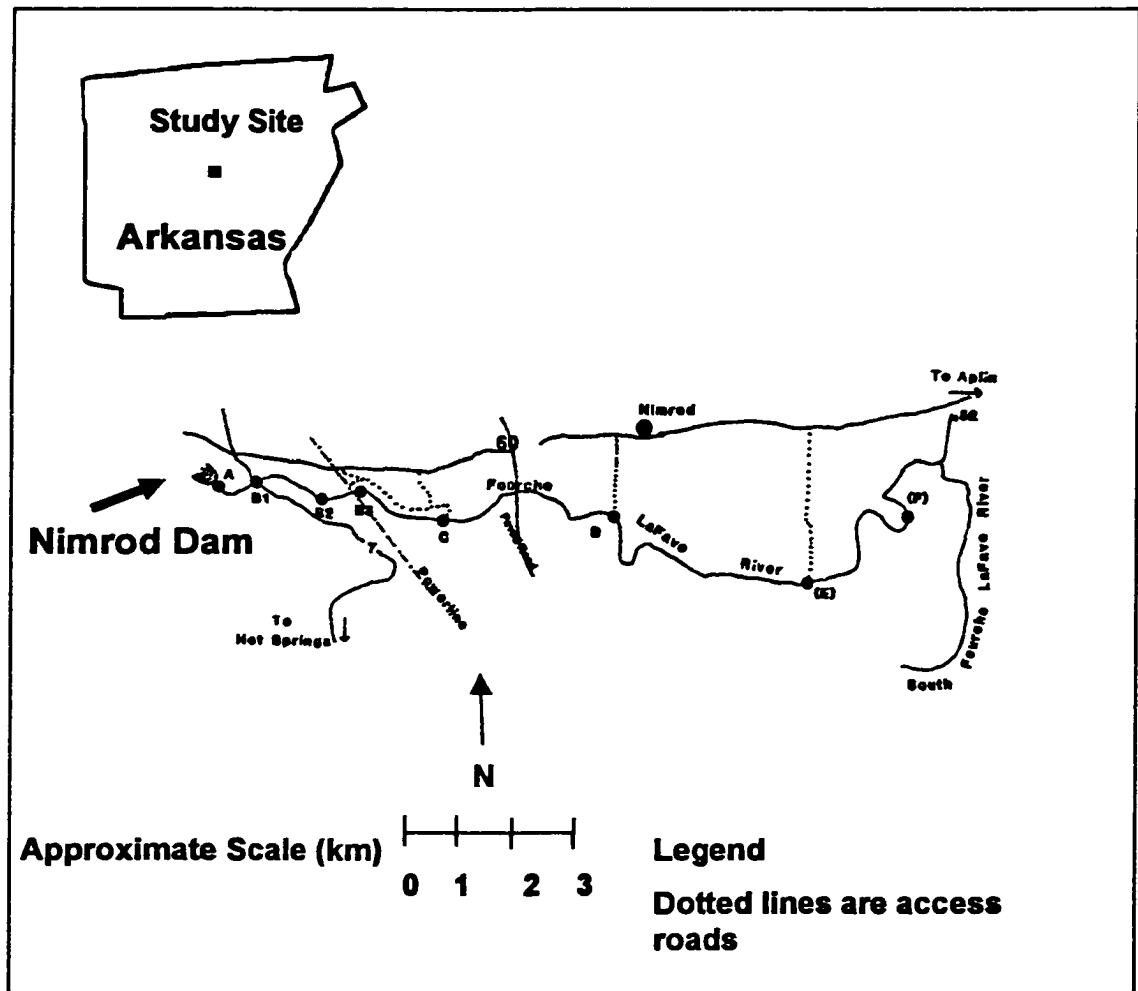 Study Site
Arkansas
To Aplin
Nimrod
60
A
B1
B2
B3
C
Fourche
D
LaFave
River
(E)
(F)
South Fourche LaFave River
Nimrod Dam
7
Powerline
To
Hot Springs
N
Approximate Scale (km)
0 1 2 3
Legend
Dotted lines are access
roads